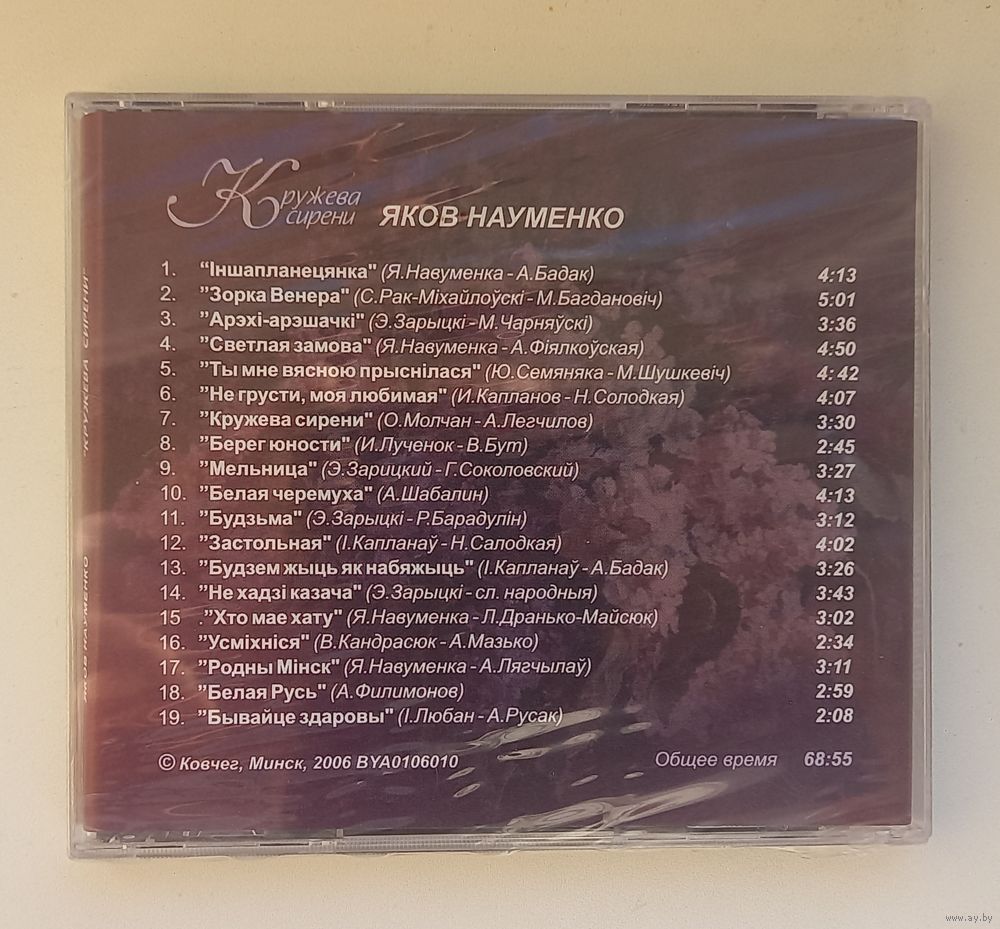 Кружева
сирени
ЯКОВ НАУМЕНКО
1. “Іншапланецянка" (Я.Навуменка - А.Бадак) 4:13
2. ”Зорка Венера" (С.Рак-Міхайлоўскі - М.Багдановіч) 5:01
3. ”Арэхі-арэшачкі" (Э.Зарыцкі - М.Чарняўскі) 3:36
4. ”Светлая замова" (Я.Навуменка - А.Фіялкоўская) 4:50
5. ”Ты мне вясною прыснілася" (Ю.Семяняка - М.Шушкевіч) 4:42
6. ”Не грусти, моя любимая" (И.Капланов - Н.Солодкая) 4:07
7. ”Кружева сирени" (О.Молчан - А.Легчилов) 3:30
8. ”Берег юности" (И.Лученок - В.Бут) 2:45
9. ”Мельница" (Э.Зарицкий - Г.Соколовский) 3:27
10. ”Белая черемуха" (А.Шабалин) 4:13
11. ”Будзьма" (Э.Зарыцкі - Р.Барадулін) 3:12
12. ”Застольная" (І.Капланаў - Н.Салодкая) 4:02
13. ”Будзем жыць як набяжыць" (І.Капланаў - А.Бадак) 3:26
14. ”Не хадзі казача" (Э.Зарыцкі - сл. народныя) 3:43
15 .”Хто мае хату" (Я.Навуменка - Л.Дранько-Майсюк) 3:02
16. ”Усміхніся" (В.Кандрасюк - А.Мазько) 2:34
17. ”Родны Мінск" (Я.Навуменка - А.Лягчылаў) 3:11
18. ”Белая Русь" (А.Филимонов) 2:59
19. ”Бывайце здаровы" (І.Любан - А.Русак) 2:08
© Ковчег, Минск, 2006 BYA0106010 Общее время 68:55
"КРУЖЕВА СИРЕНИ"
ЯКОВ НАУМЕНКО
www.ay.by